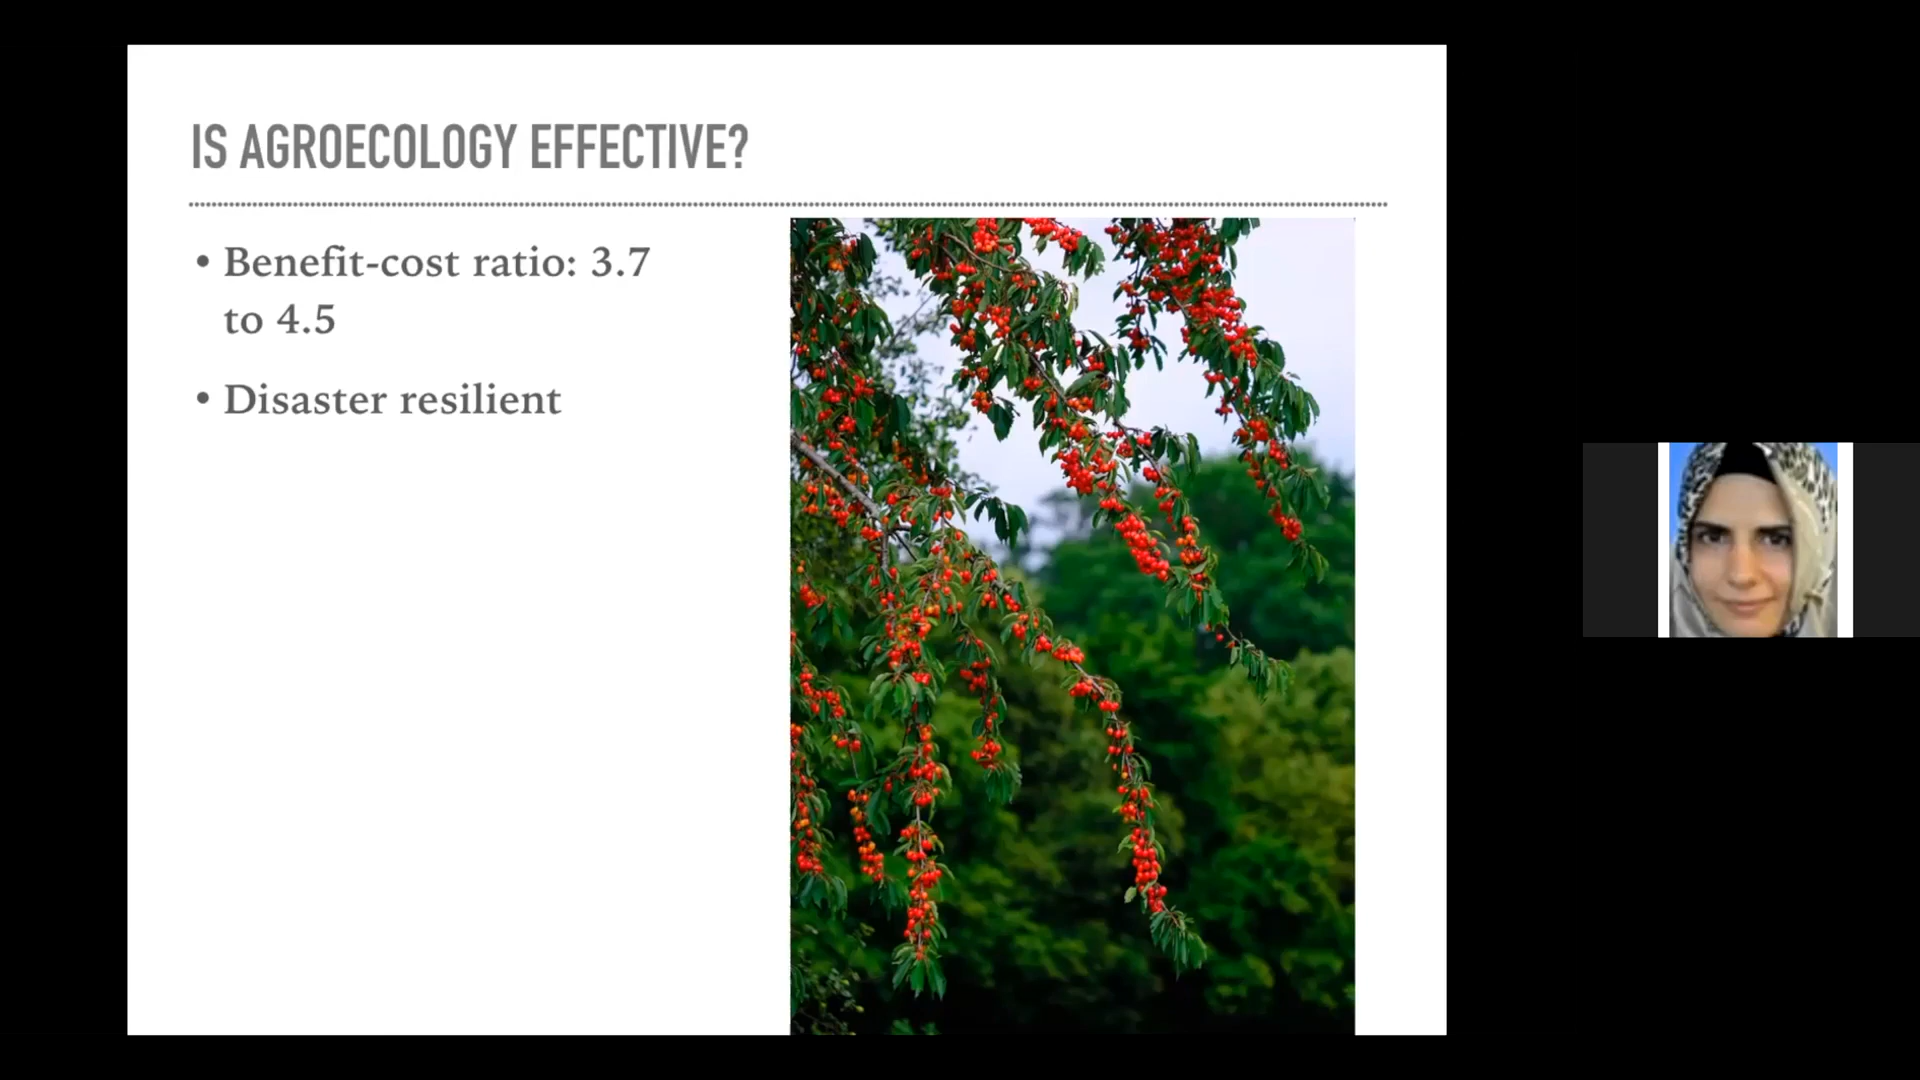 IS AGROECOLOGY EFFECTIVE?
• Benefit-cost ratio: 3.7
to 4.5
• Disaster resilient